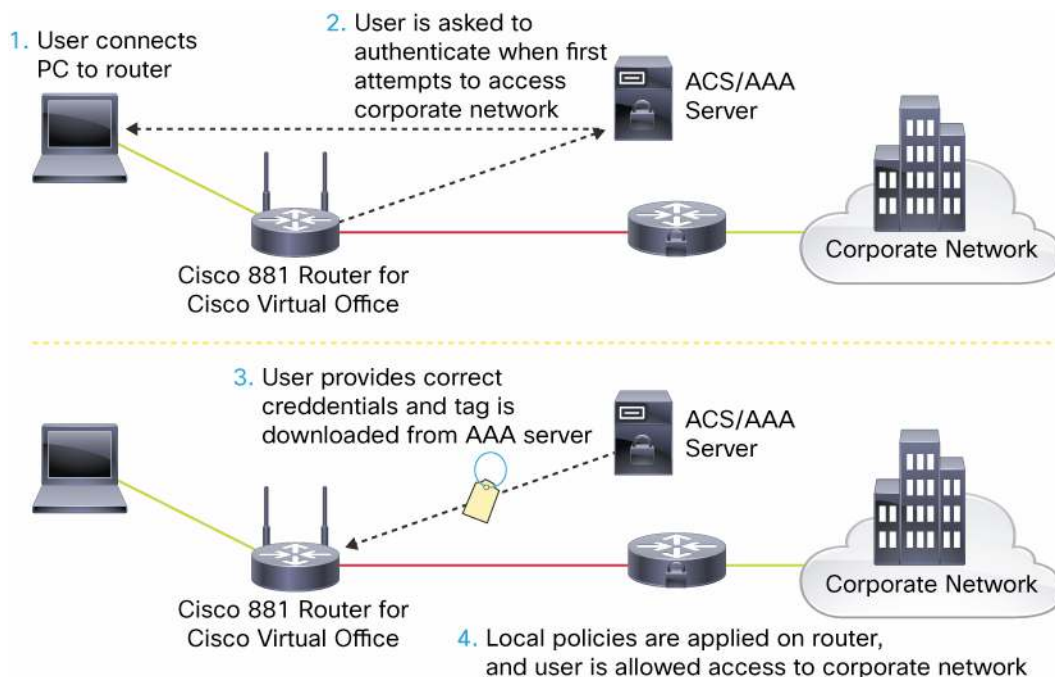 1. User connects
PC to router
2. User is asked to
authenticate when first
attempts to access
corporate network
ACS/AAA
Server
Cisco 881 Router for
Cisco Virtual Office
Corporate Network
3. User provides correct
creddentials and tag is
downloaded from AAA server
ACS/AAA
Server
Cisco 881 Router for
Cisco Virtual Office
Corporate Network
4. Local policies are applied on router,
and user is allowed access to corporate network